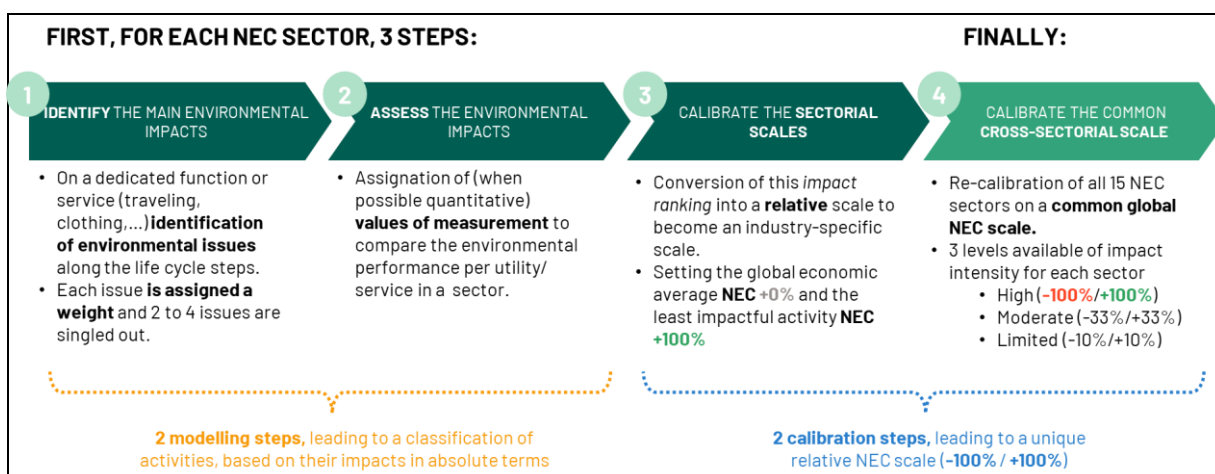 FIRST, FOR EACH NEC SECTOR, 3 STEPS:
FINALLY:
1
IDENTIFY THE MAIN ENVIRONMENTAL
IMPACTS
2
ASSESS THE ENVIRONMENTAL
IMPACTS
3
CALIBRATE THE SECTORIAL
SCALES
4
CALIBRATE THE COMMON
CROSS-SECTORIAL SCALE
• On a dedicated function or
service (traveling,
clothing,...) identification
of environmental issues
along the life cycle steps.
• Each issue is assigned a
weight and 2 to 4 issues are
singled out.
• Assignation of (when
possible quantitative)
values of measurement to
compare the environmental
performance per utility/
service in a sector.
• Conversion of this impact
ranking into a relative scale to
become an industry-specific
scale.
• Setting the global economic
average NEC +0% and the
least impactful activity NEC
+100%
• Re-calibration of all 15 NEC
sectors on a common global
NEC scale.
• 3 levels available of impact
intensity for each sector
• High (-100%/+100%)
• Moderate (-33%/+33%)
• Limited (-10%/+10%)
2 modelling steps, leading to a classification of
activities, based on their impacts in absolute terms
2 calibration steps, leading to a unique
relative NEC scale (-100% / +100%)